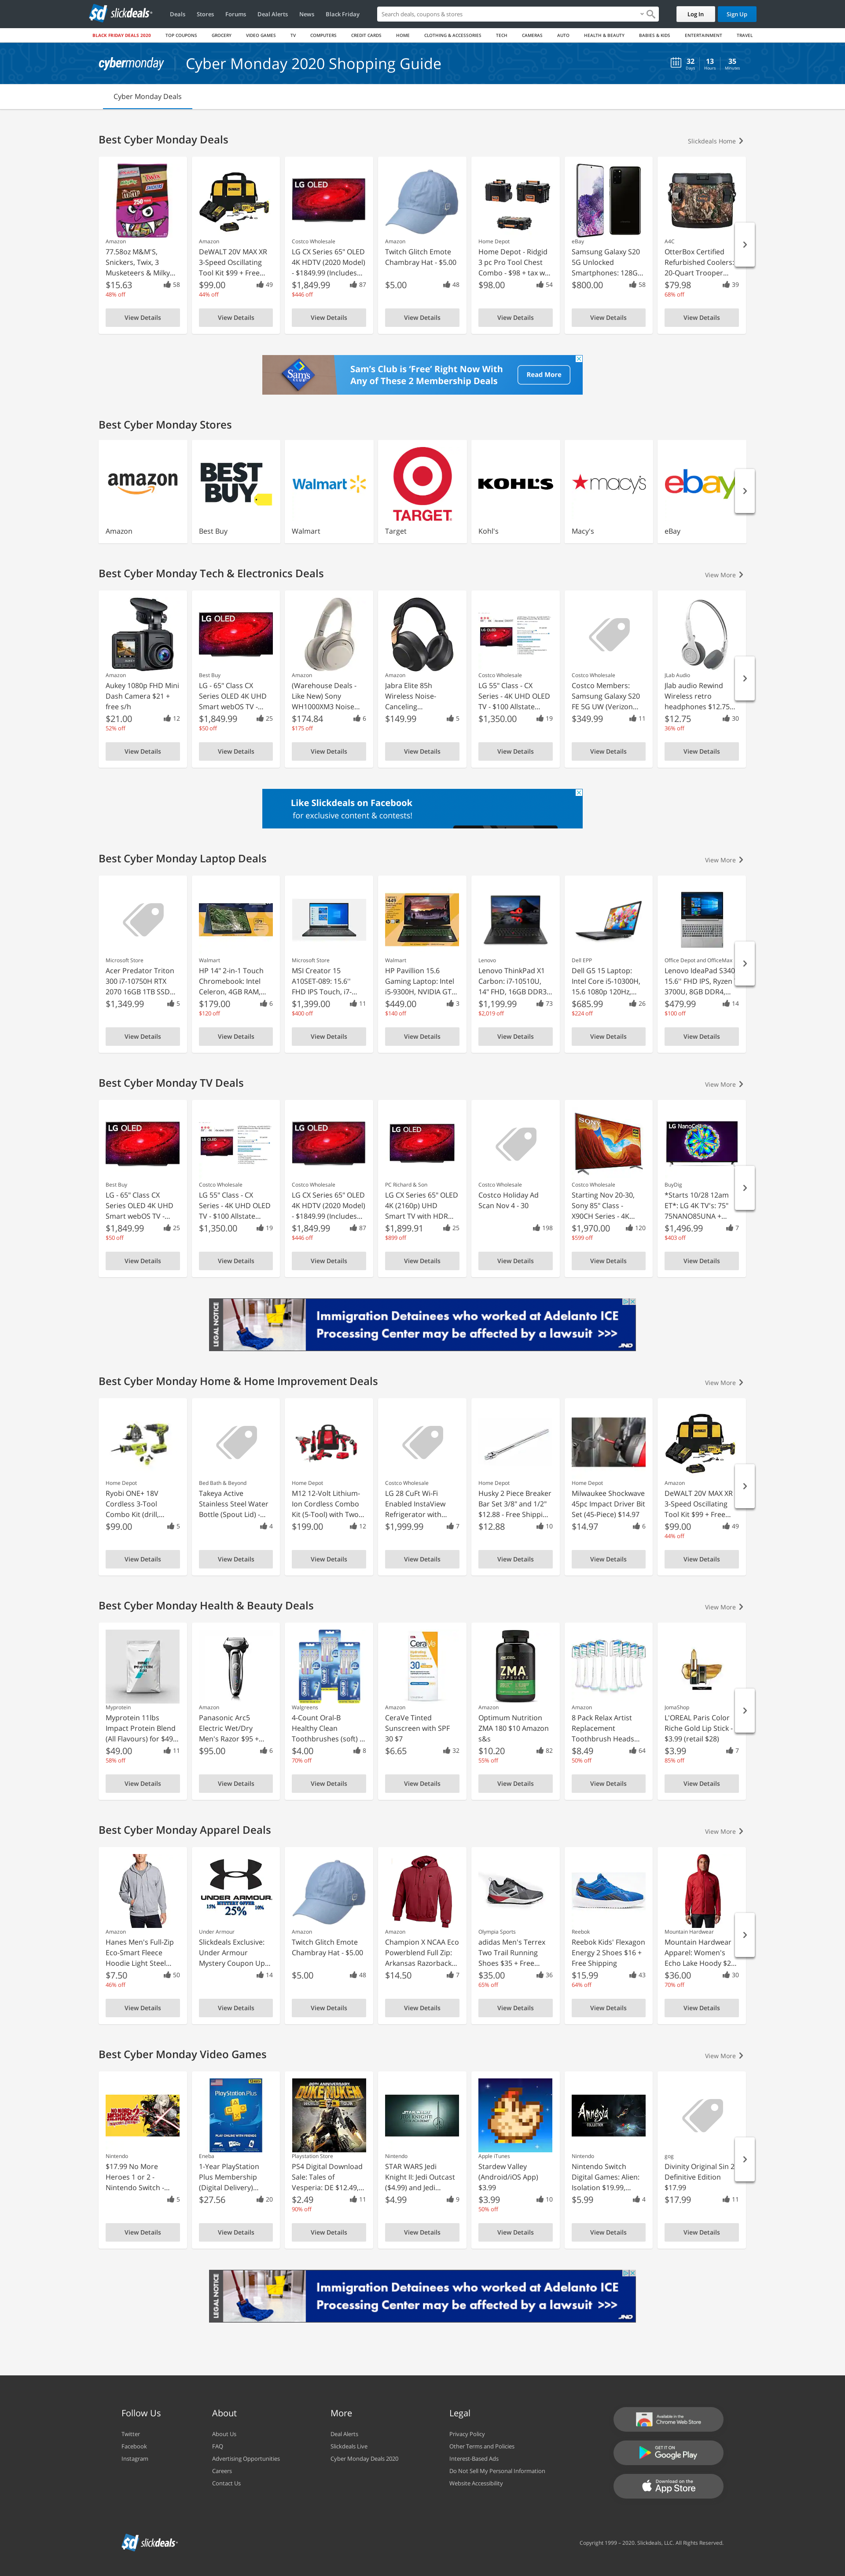 sd slickdeals
Deals Stores Forums Deal Alerts News Black Friday
Search deals, coupons & stores
Log In
Sign Up
BLACK FRIDAY DEALS 2020 TOP COUPONS GROCERY VIDEO GAMES TV COMPUTERS CREDIT CARDS HOME CLOTHING & ACCESSORIES TECH CAMERAS AUTO HEALTH & BEAUTY BABIES & KIDS ENTERTAINMENT TRAVEL
cybermonday
Cyber Monday 2020 Shopping Guide
32 13 35
Days Hours Minutes
Cyber Monday Deals
Best Cyber Monday Deals
Slickdeals Home
Amazon
77.58oz M&M'S,
Snickers, Twix, 3
Musketeers & Milky...
$15.63 58
48% off
View Details
Amazon
DeWALT 20V MAX XR
3-Speed Oscillating
Tool Kit $99 + Free...
$99.00 49
44% off
View Details
LG OLED
Costco Wholesale
LG CX Series 65" OLED
4K HDTV (2020 Model)
- $1849.99 (Includes...
$1,849.99 87
$446 off
View Details
Amazon
Twitch Glitch Emote
Chambray Hat - $5.00
$5.00 48
View Details
Home Depot
Home Depot - Ridgid
3 pc Pro Tool Chest
Combo - $98 + tax w...
$98.00 54
View Details
eBay
Samsung Galaxy S20
5G Unlocked
Smartphones: 128G...
$800.00 58
View Details
A4C
OtterBox Certified
Refurbished Coolers:
20-Quart Trooper...
$79.98 39
68% off
View Details
Sam's
Sam's Club is 'Free' Right Now With
Any of These 2 Membership Deals
Read More
Best Cyber Monday Stores
amazon
Amazon
BEST
BUY
Best Buy
Walmart
Walmart
TARGET
Target
KOHL'S
Kohl's
macy's
Macy's
ebay
eBay
Best Cyber Monday Tech & Electronics Deals
View More
Amazon
Aukey 1080p FHD Mini
Dash Camera $21 +
free s/h
$21.00 12
52% off
View Details
LG OLED
Best Buy
LG - 65" Class CX
Series OLED 4K UHD
Smart webOS TV -...
$1,849.99 25
$50 off
View Details
Amazon
(Warehouse Deals -
Like New) Sony
WH1000XM3 Noise...
$174.84 6
$175 off
View Details
Amazon
Jabra Elite 85h
Wireless Noise-
Canceling...
$149.99 5
View Details
Costco Wholesale
LG 55" Class - CX
Series - 4K UHD OLED
TV - $100 Allstate...
$1,350.00 19
View Details
Costco Wholesale
Costco Members:
Samsung Galaxy S20
FE 5G UW (Verizon...
$349.99 11
View Details
JLab Audio
Jlab audio Rewind
Wireless retro
headphones $12.75...
$12.75 30
36% off
View Details
Like Slickdeals on Facebook
for exclusive content & contests!
Best Cyber Monday Laptop Deals
View More
Microsoft Store
Acer Predator Triton
300 i7-10750H RTX
2070 16GB 1TB SSD...
$1,349.99 5
View Details
Walmart
HP 14" 2-in-1 Touch
Chromebook: Intel
Celeron, 4GB RAM,...
$179.00 6
$120 off
View Details
Microsoft Store
MSI Creator 15
A10SET-089: 15.6''
FHD IPS Touch, i7-...
$1,399.00 11
$400 off
View Details
Walmart
HP Pavillion 15.6
Gaming Laptop: Intel
i5-9300H, NVIDIA GT...
$449.00 3
$140 off
View Details
Lenovo
Lenovo ThinkPad X1
Carbon: i7-10510U,
14" FHD, 16GB DDR3...
$1,199.99 73
$2,019 off
View Details
Dell EPP
Dell G5 15 Laptop:
Intel Core i5-10300H,
15.6 1080p 120Hz,...
$685.99 26
$224 off
View Details
Office Depot and OfficeMax
Lenovo IdeaPad S340
15.6'' FHD IPS, Ryzen
3700U, 8GB DDR4,...
$479.99 14
$100 off
View Details
Best Cyber Monday TV Deals
View More
LG OLED
Best Buy
LG - 65" Class CX
Series OLED 4K UHD
Smart webOS TV -...
$1,849.99 25
$50 off
View Details
Costco Wholesale
LG 55" Class - CX
Series - 4K UHD OLED
TV - $100 Allstate...
$1,350.00 19
View Details
LG OLED
Costco Wholesale
LG CX Series 65" OLED
4K HDTV (2020 Model)
- $1849.99 (Includes...
$1,849.99 87
$446 off
View Details
LG OLED
PC Richard & Son
LG CX Series 65" OLED
4K (2160p) UHD
Smart TV with HDR...
$1,899.91 25
$899 off
View Details
Costco Wholesale
Costco Holiday Ad
Scan Nov 4 - 30
198
View Details
SONY
Costco Wholesale
Starting Nov 20-30,
Sony 85" Class -
X90CH Series - 4K...
$1,970.00 120
$599 off
View Details
LG NanoCell
BuyDig
*Starts 10/28 12am
ET*: LG 4K TV's: 75"
75NANO85UNA +...
$1,496.99 7
$403 off
View Details
LEGAL NOTICE
Immigration Detainees who worked at Adelanto ICE
Processing Center may be affected by a lawsuit >>>
JND
Best Cyber Monday Home & Home Improvement Deals
View More
Home Depot
Ryobi ONE+ 18V
Cordless 3-Tool
Combo Kit (drill,...
$99.00 5
View Details
Bed Bath & Beyond
Takeya Active
Stainless Steel Water
Bottle (Spout Lid) -...
4
View Details
Home Depot
M12 12-Volt Lithium-
Ion Cordless Combo
Kit (5-Tool) with Two...
$199.00 12
View Details
Costco Wholesale
LG 28 CuFt Wi-Fi
Enabled InstaView
Refrigerator with...
$1,999.99 7
View Details
Home Depot
Husky 2 Piece Breaker
Bar Set 3/8" and 1/2"
$12.88 - Free Shippi...
$12.88 10
View Details
Home Depot
Milwaukee Shockwave
45pc Impact Driver Bit
Set (45-Piece) $14.97
$14.97 6
View Details
Amazon
DeWALT 20V MAX XR
3-Speed Oscillating
Tool Kit $99 + Free...
$99.00 49
44% off
View Details
Best Cyber Monday Health & Beauty Deals
View More
Myprotein
Myprotein 11lbs
Impact Protein Blend
(All Flavours) for $49...
$49.00 11
58% off
View Details
Amazon
Panasonic Arc5
Electric Wet/Dry
Men's Razor $95 +...
$95.00 6
View Details
Walgreens
4-Count Oral-B
Healthy Clean
Toothbrushes (soft) ...
$4.00 8
70% off
View Details
CeraVe
30
Amazon
CeraVe Tinted
Sunscreen with SPF
30 $7
$6.65 32
View Details
ZMA
Amazon
Optimum Nutrition
ZMA 180 $10 Amazon
s&s
$10.20 82
55% off
View Details
Amazon
8 Pack Relax Artist
Replacement
Toothbrush Heads...
$8.49 64
50% off
View Details
JomaShop
L'OREAL Paris Color
Riche Gold Lip Stick -
$3.99 (retail $28)
$3.99 7
85% off
View Details
Best Cyber Monday Apparel Deals
View More
Amazon
Hanes Men's Full-Zip
Eco-Smart Fleece
Hoodie Light Steel...
$7.50 50
46% off
View Details
UNDER ARMOUR
15% MYSTERY OFFER 10%
25%
Under Armour
Slickdeals Exclusive:
Under Armour
Mystery Coupon Up...
14
View Details
Amazon
Twitch Glitch Emote
Chambray Hat - $5.00
$5.00 48
View Details
Amazon
Champion X NCAA Eco
Powerblend Full Zip:
Arkansas Razorback...
$14.50 7
View Details
Olympia Sports
adidas Men's Terrex
Two Trail Running
Shoes $35 + Free...
$35.00 36
65% off
View Details
Reebok
Reebok Kids' Flexagon
Energy 2 Shoes $16 +
Free Shipping
$15.99 43
64% off
View Details
Mountain Hardwear
Mountain Hardwear
Apparel: Women's
Echo Lake Hoody $2...
$36.00 30
70% off
View Details
Best Cyber Monday Video Games
View More
Nintendo
$17.99 No More
Heroes 1 or 2 -
Nintendo Switch -...
5
View Details
PlayStation Plus
Eneba
1-Year PlayStation
Plus Membership
(Digital Delivery)...
$27.56 20
View Details
20TH ANNIVERSARY
DUKE NUKEM
WORLD TOUR
Playstation Store
PS4 Digital Download
Sale: Tales of
Vesperia: DE $12.49,...
$2.49 11
90% off
View Details
Nintendo
STAR WARS Jedi
Knight II: Jedi Outcast
($4.99) and Jedi...
$4.99 9
View Details
Apple iTunes
Stardew Valley
(Android/iOS App)
$3.99
$3.99 10
50% off
View Details
Amnesia
COLLECTION
Nintendo
Nintendo Switch
Digital Games: Alien:
Isolation $19.99,...
$5.99 4
View Details
gog
Divinity Original Sin 2
Definitive Edition
$17.99
$17.99 11
View Details
LEGAL NOTICE
Immigration Detainees who worked at Adelanto ICE
Processing Center may be affected by a lawsuit >>>
JND
Follow Us
Twitter
Facebook
Instagram
About
About Us
FAQ
Advertising Opportunities
Careers
Contact Us
More
Deal Alerts
Slickdeals Live
Cyber Monday Deals 2020
Legal
Privacy Policy
Other Terms and Policies
Interest-Based Ads
Do Not Sell My Personal Information
Website Accessibility
Available in the
Chrome Web Store
GET IT ON
Google Play
Download on the
App Store
sd slickdeals
Copyright 1999 - 2020. Slickdeals, LLC. All Rights Reserved.